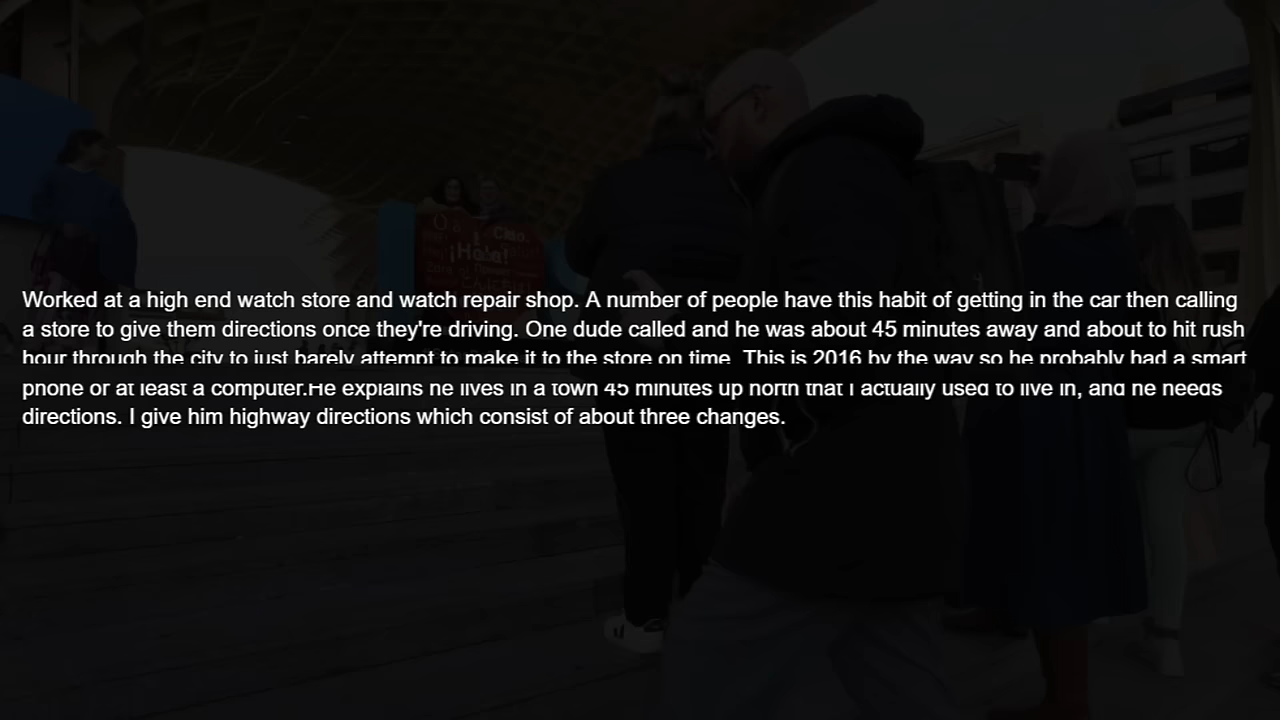 Ciao.
¡Hola!
Worked at a high end watch store and watch repair shop. A number of people have this habit of getting in the car then calling
a store to give them directions once they're driving. One dude called and he was about 45 minutes away and about to hit rush
hour through the city to just barely attempt to make it to the store on time. This is 2016 by the way so he probably had a smart
phone or at least a computer.He explains he lives in a town 45 minutes up north that I actually used to live in, and he needs
directions. I give him highway directions which consist of about three changes.